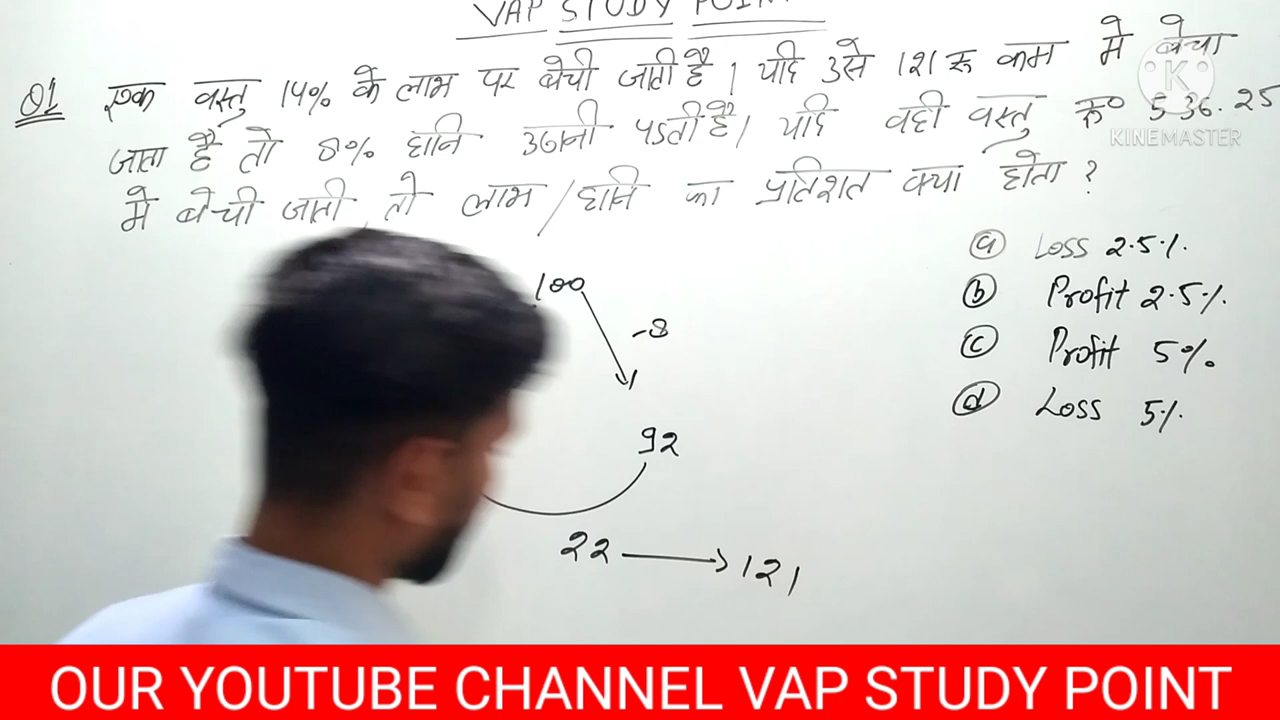 VAP STUDY POINT
Q1 एक वस्तु 14% के लाभ पर बेची जाती है। यदि उसे 121 रू कम मे बेचा
जाता है तो 8% हानि उठानी पडती है। यदि वही वस्तु रू० 536.25
मे बेची जाती तो लाभ/हानि का प्रतिशत क्या होता?
K
KINEMASTER
(a) Loss 2.5%
(b) Profit 2.5%
(c) Profit 5%
(d) Loss 5%
100
-8
92
22 → 121
OUR YOUTUBE CHANNEL VAP STUDY POINT